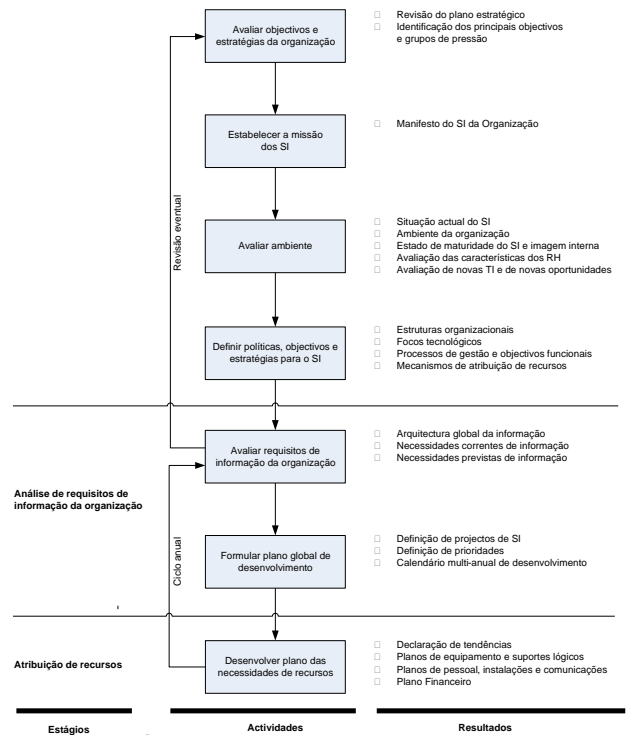 Avaliar objectivos e
estratégias da organização
Revisão do plano estratégico
Identificação dos principais objectivos
e grupos de pressão
Estabelecer a missão
dos SI
Manifesto do SI da Organização
Revisão eventual
Avaliar ambiente
Situação actual do SI
Ambiente da organização
Estado de maturidade do SI e imagem interna
Avaliação das características dos RH
Avaliação de novas TI e de novas oportunidades
Definir políticas, objectivos e
estratégias para o SI
Estruturas organizacionais
Focos tecnológicos
Processos de gestão e objectivos funcionais
Mecanismos de atribuição de recursos
Análise de requisitos de
informação da organização
Avaliar requisitos de
informação da organização
Arquitectura global da informação
Necessidades correntes de informação
Necessidades previstas de informação
Ciclo anual
Formular plano global de
desenvolvimento
Definição de projectos de SI
Definição de prioridades
Calendário multi-anual de desenvolvimento
Atribuição de recursos
Desenvolver plano das
necessidades de recursos
Declaração de tendências
Planos de equipamento e suportes lógicos
Planos de pessoal, instalações e comunicações
Plano Financeiro
Estágios
Actividades
Resultados